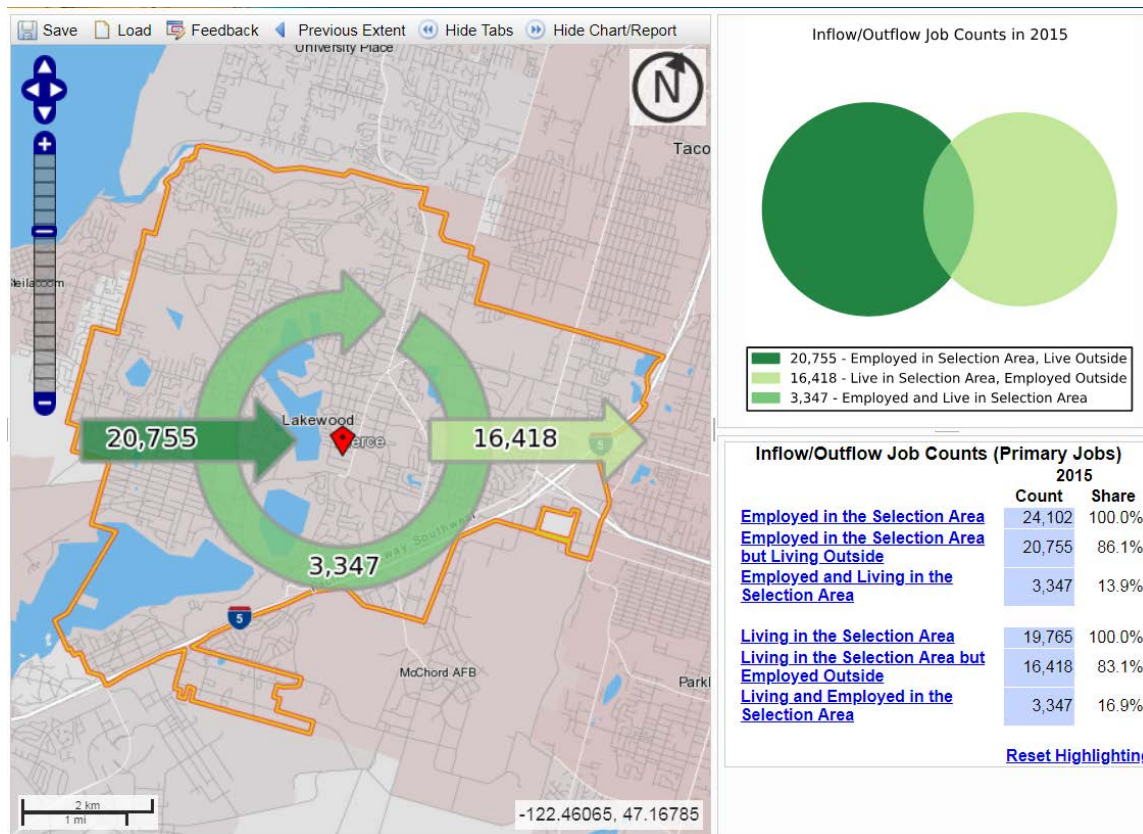 Save Load Feedback Previous Extent Hide Tabs Hide Chart/Report
University Place
N
Taco
Lakewood
20,755
16,418
5
3,347
5
McChord AFB
Parkl
2 km
1 mi
-122.46065, 47.16785
Inflow/Outflow Job Counts in 2015
20,755 - Employed in Selection Area, Live Outside
16,418 - Live in Selection Area, Employed Outside
3,347 - Employed and Live in Selection Area
Inflow/Outflow Job Counts (Primary Jobs)
2015
Count Share
Employed in the Selection Area 24,102 100.0%
Employed in the Selection Area
but Living Outside 20,755 86.1%
Employed and Living in the
Selection Area 3,347 13.9%
Living in the Selection Area 19,765 100.0%
Living in the Selection Area but
Employed Outside 16,418 83.1%
Living and Employed in the
Selection Area 3,347 16.9%
Reset Highlighting